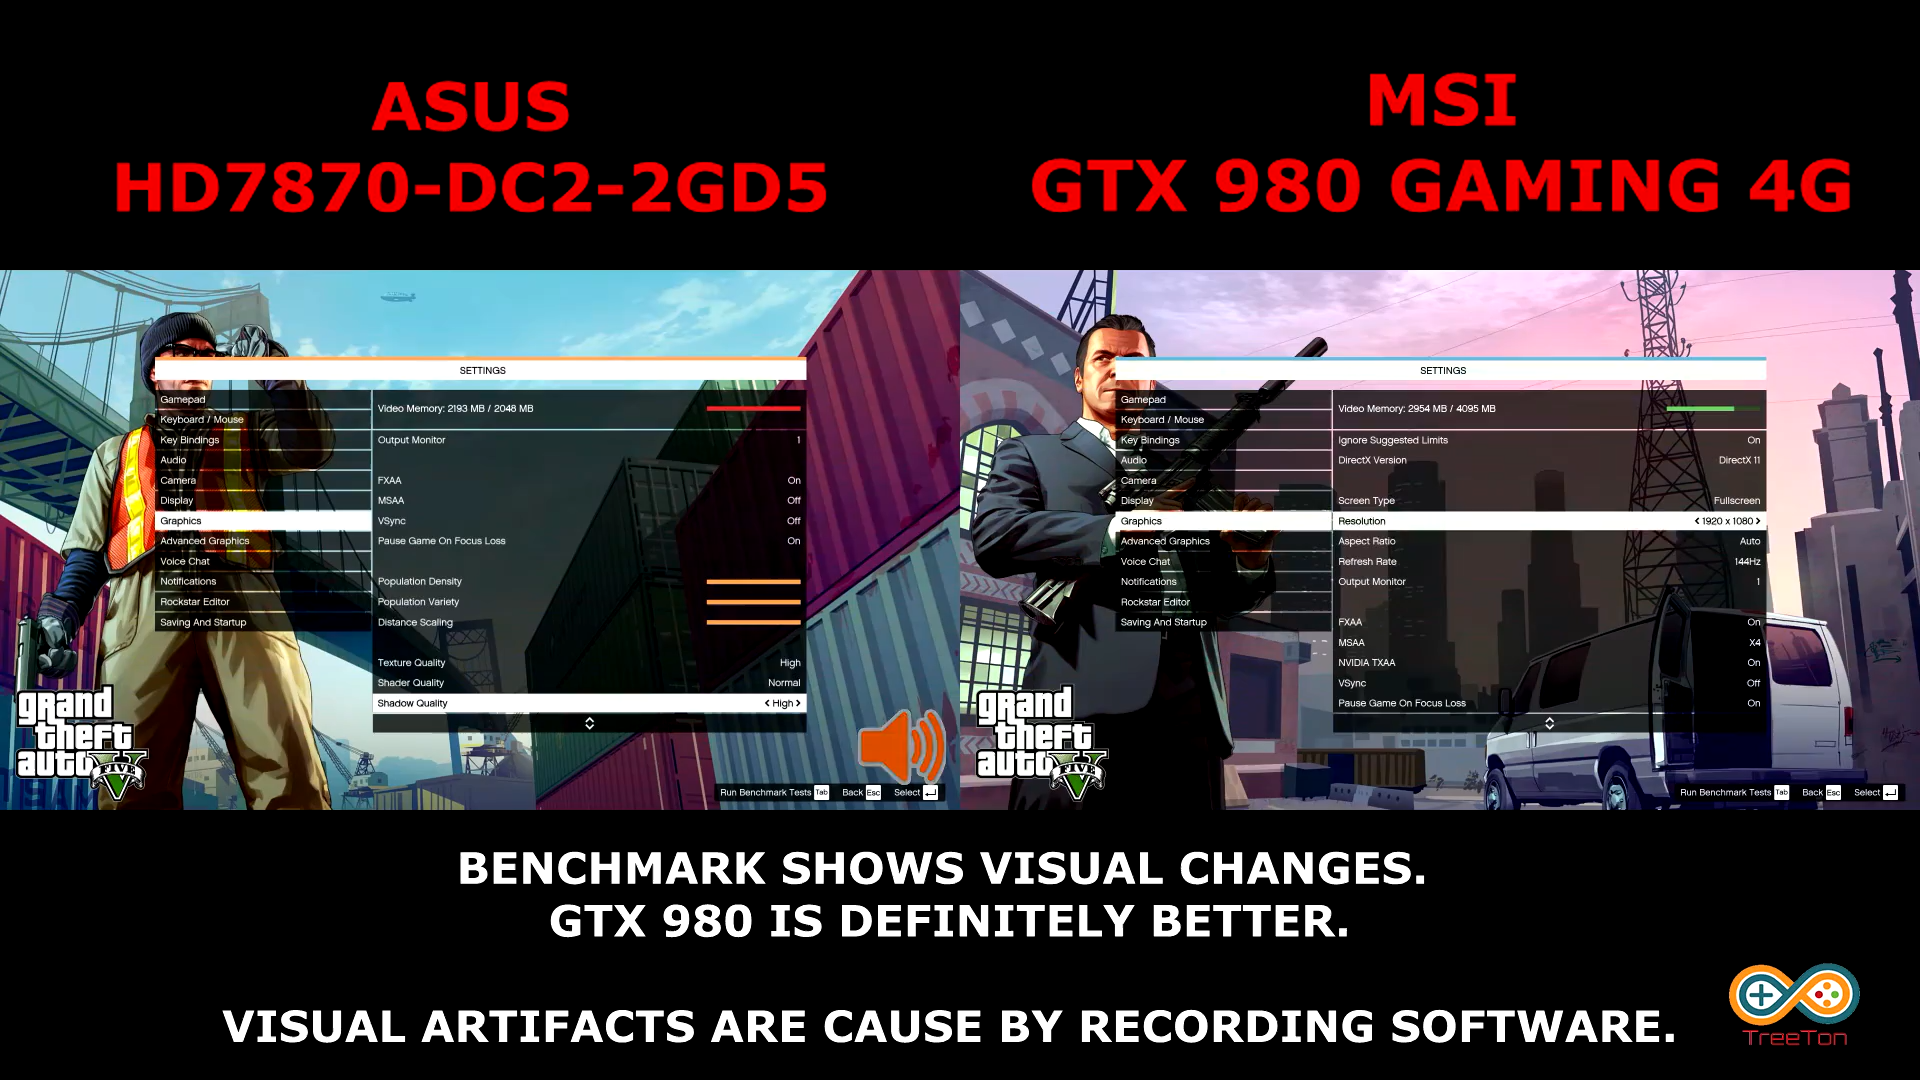 ASUS
HD7870-DC2-2GD5
MSI
GTX 980 GAMING 4G
SETTINGS
Gamepad
Keyboard / Mouse
Key Bindings
Audio
Camera
Display
Graphics
Advanced Graphics
Voice Chat
Notifications
Rockstar Editor
Saving And Startup
Video Memory: 2193 MB / 2048 MB
Output Monitor 1
FXAA On
MSAA Off
VSync Off
Pause Game On Focus Loss On
Population Density
Population Variety
Distance Scaling
Texture Quality High
Shader Quality Normal
Shadow Quality < High >
grand
theft
auto
FIVE
Run Benchmark Tests Tab Back Esc Select
SETTINGS
Gamepad
Keyboard / Mouse
Key Bindings
Audio
Camera
Display
Graphics
Advanced Graphics
Voice Chat
Notifications
Rockstar Editor
Saving And Startup
Video Memory: 2954 MB / 4095 MB
Ignore Suggested Limits On
DirectX Version DirectX 11
Screen Type Fullscreen
Resolution < 1920 x 1080 >
Aspect Ratio Auto
Refresh Rate 144Hz
Output Monitor 1
FXAA On
MSAA X4
NVIDIA TXAA On
VSync Off
Pause Game On Focus Loss On
grand
theft
auto
FIVE
Run Benchmark Tests Tab Back Esc Select
BENCHMARK SHOWS VISUAL CHANGES.
GTX 980 IS DEFINITELY BETTER.
VISUAL ARTIFACTS ARE CAUSE BY RECORDING SOFTWARE.
TreeTon